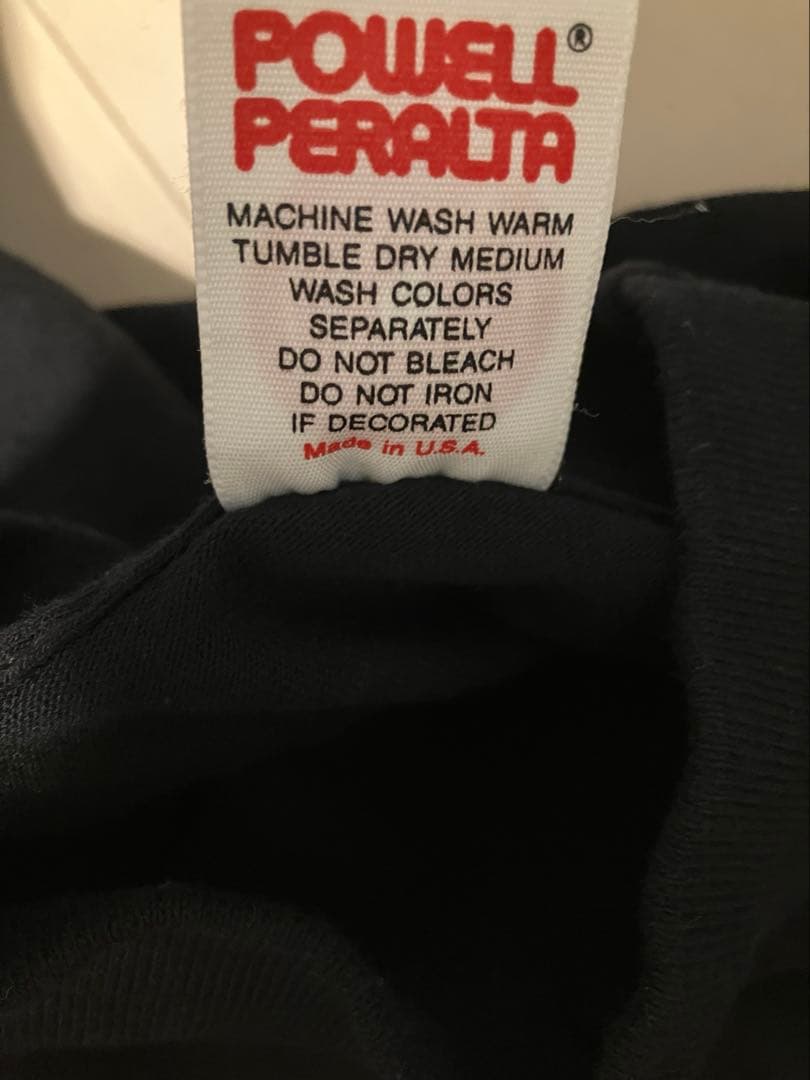 POWELL®
PERALTA
MACHINE WASH WARM
TUMBLE DRY MEDIUM
WASH COLORS
SEPARATELY
DO NOT BLEACH
DO NOT IRON
IF DECORATED
Made in U.S.A.